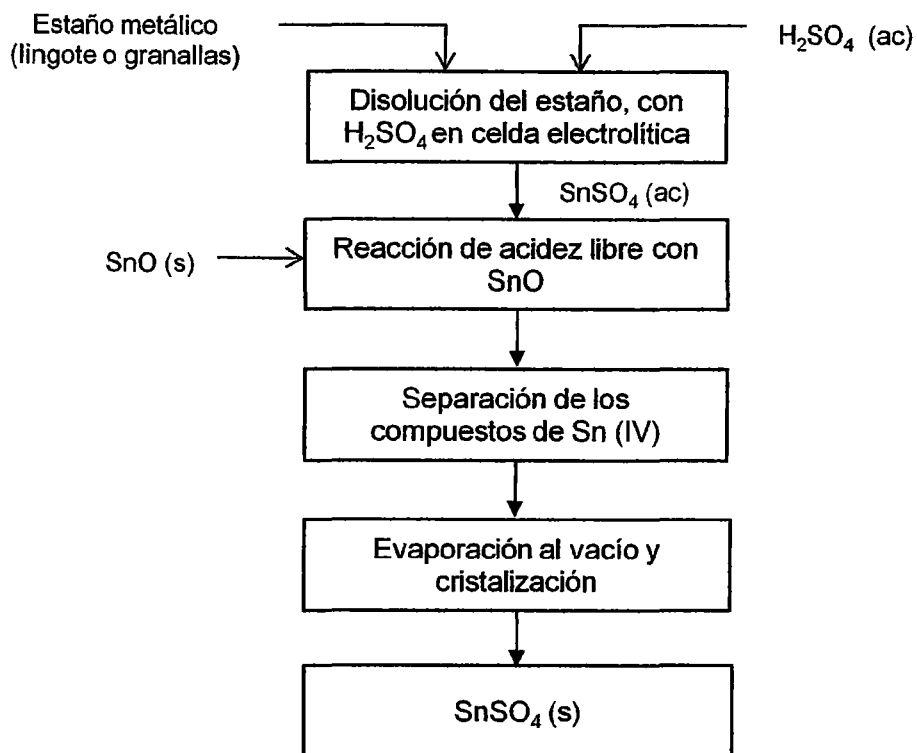 Estaño metálico
(lingote o granallas)
H₂SO₄ (ac)
Disolución del estaño, con
H₂SO₄ en celda electrolítica
SnSO₄ (ac)
SnO (s)
Reacción de acidez libre con
SnO
Separación de los
compuestos de Sn (IV)
Evaporación al vacío y
cristalización
SnSO₄ (s)